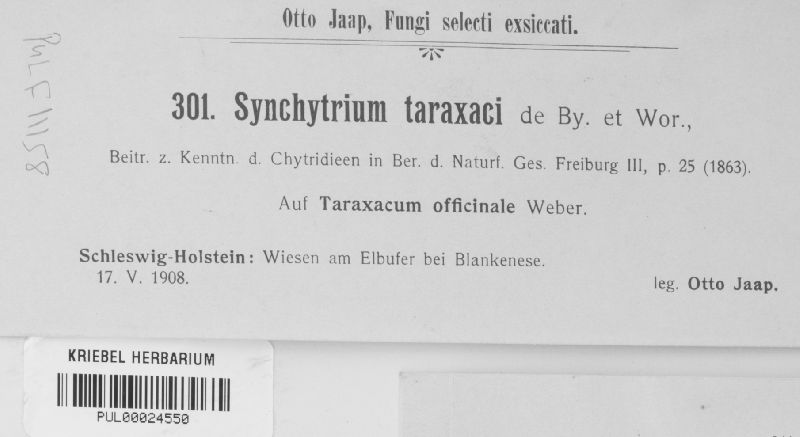 Otto Jaap, Fungi selecti exsiccati.
301. Synchytrium taraxaci de By. et Wor.,
Beitr. z. Kenntn. d. Chytridieen in Ber. d. Naturf. Ges. Freiburg III, p. 25 (1863).
Auf Taraxacum officinale Weber.
Schleswig-Holstein: Wiesen am Elbufer bei Blankenese.
17. V. 1908.
leg. Otto Jaap.
PUL F11158
KRIEBEL HERBARIUM
PUL00024550